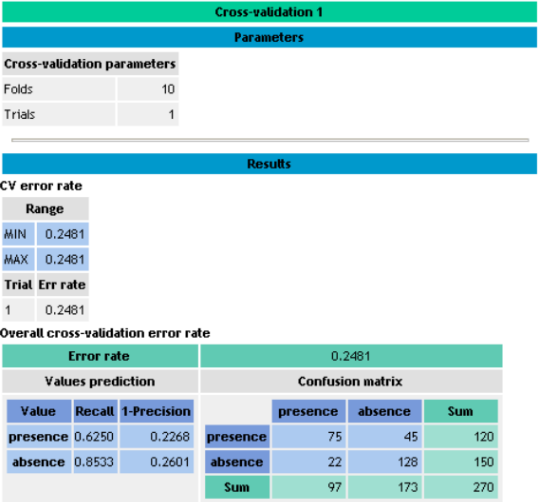 Cross-validation 1
Parameters
Cross-validation parameters
Folds 10
Trials 1
Results
CV error rate
Range
MIN 0.2481
MAX 0.2481
Trial Err rate
1 0.2481
Overall cross-validation error rate
Error rate 0.2481
Values prediction Confusion matrix
Value Recall 1-Precision presence absence Sum
presence 0.6250 0.2268 presence 75 45 120
absence 0.8533 0.2601 absence 22 128 150
Sum 97 173 270